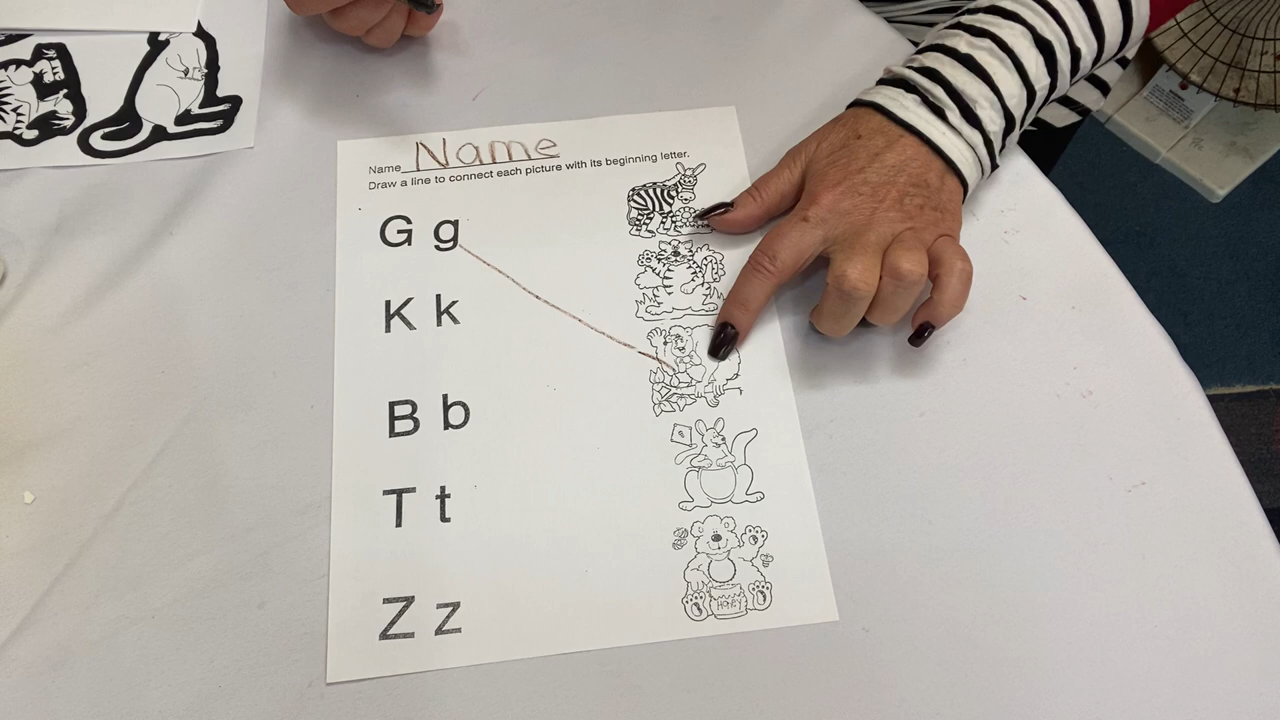 Name Name
Draw a line to connect each picture with its beginning letter.
G g
K k
B b
T t
Z z
HONEY